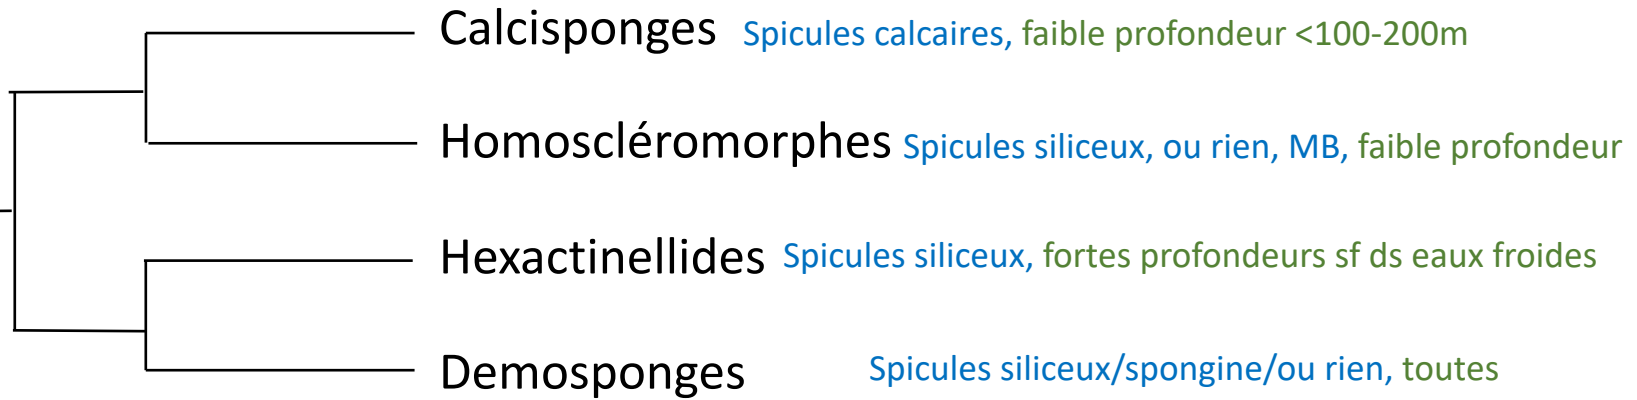 Calcisponges Spicules calcaires, faible profondeur <100-200m
Homoscléromorphes Spicules siliceux, ou rien, MB, faible profondeur
Hexactinellides Spicules siliceux, fortes profondeurs sf ds eaux froides
Demosponges Spicules siliceux/spongine/ou rien, toutes